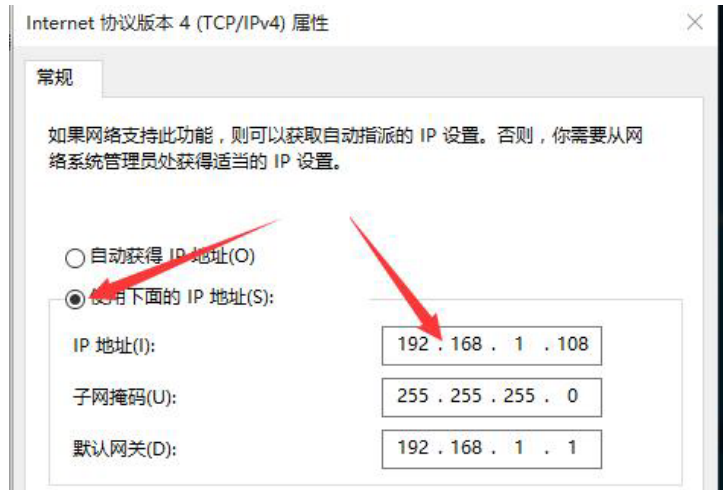 Internet 协议版本 4 (TCP/IPv4) 属性
常规
如果网络支持此功能，则可以获取自动指派的 IP 设置。否则，你需要从网
络系统管理员处获得适当的 IP 设置。
自动获得 IP 地址(O)
使用下面的 IP 地址(S):
IP 地址(I): 192 . 168 . 1 . 108
子网掩码(U): 255 . 255 . 255 . 0
默认网关(D): 192 . 168 . 1 . 1